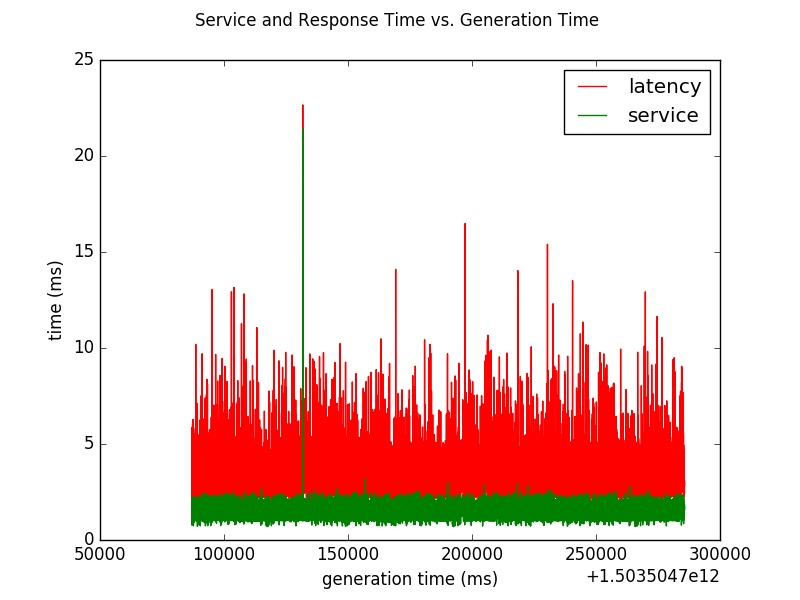 Service and Response Time vs. Generation Time
25
20
15
10
5
0
time (ms)
latency
service
50000 100000 150000 200000 250000 300000
generation time (ms)
+1.5035047e12